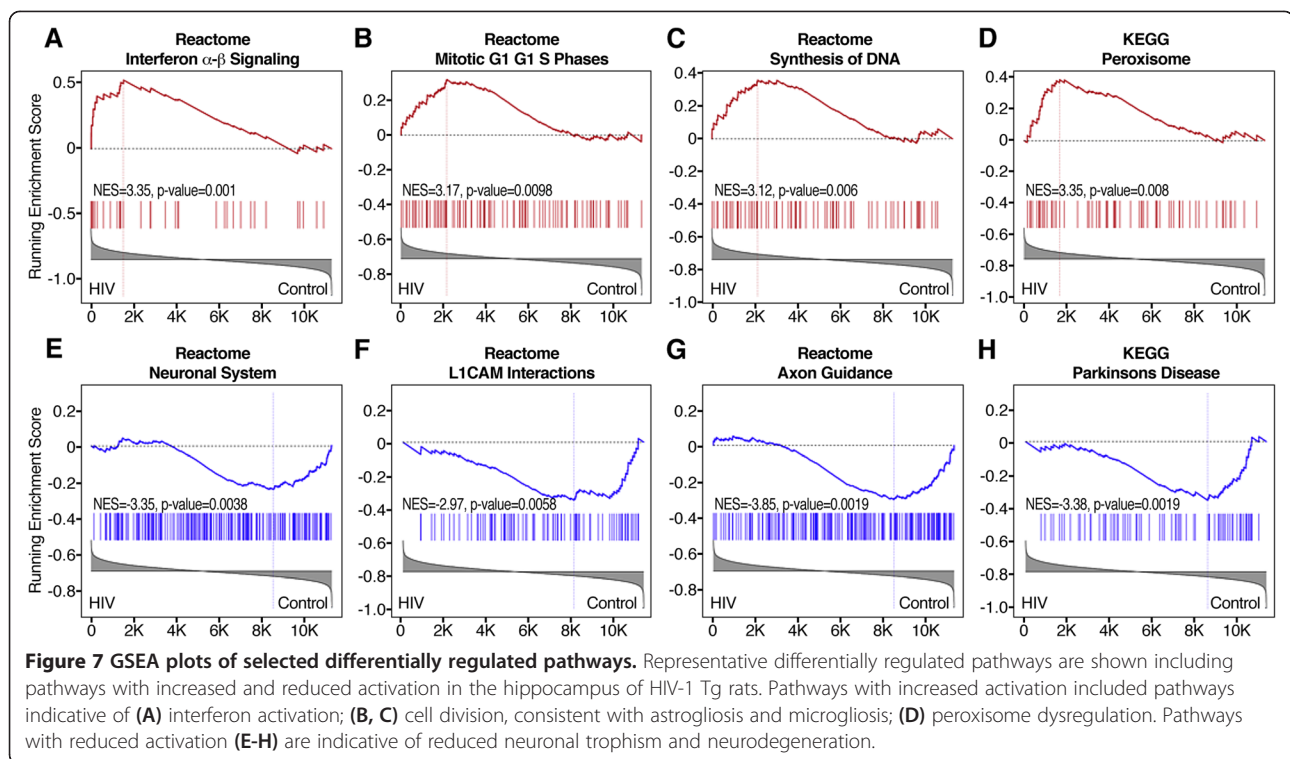 A
Reactome
Interferon α-β Signaling
Running Enrichment Score
0.5
0
-0.5
-1.0
NES=3.35, p-value=0.001
HIV
Control
0 2K 4K 6K 8K 10K
B
Reactome
Mitotic G1 G1 S Phases
0.2
0
-0.2
-0.4
-0.6
-0.8
NES=3.17, p-value=0.0098
HIV
Control
0 2K 4K 6K 8K 10K
C
Reactome
Synthesis of DNA
0.4
0.2
0
-0.2
-0.4
-0.6
-0.8
-1.0
NES=3.12, p-value=0.006
HIV
Control
0 2K 4K 6K 8K 10K
D
KEGG
Peroxisome
0.4
0.2
0
-0.2
-0.4
-0.6
-0.8
-1.0
NES=3.35, p-value=0.008
HIV
Control
0 2K 4K 6K 8K 10K
E
Reactome
Neuronal System
Running Enrichment Score
0.2
0
-0.2
-0.4
-0.6
-0.8
NES=-3.35, p-value=0.0038
HIV
Control
0 2K 4K 6K 8K 10K
F
Reactome
L1CAM Interactions
0.2
0
-0.2
-0.4
-0.6
-0.8
-1.0
NES=-2.97, p-value=0.0058
HIV
Control
0 2K 4K 6K 8K 10K
G
Reactome
Axon Guidance
0.2
0
-0.2
-0.4
-0.6
-0.8
NES=-3.85, p-value=0.0019
HIV
Control
0 2K 4K 6K 8K 10K
H
KEGG
Parkinsons Disease
0.2
0
-0.2
-0.4
-0.6
-0.8
-1.0
NES=-3.38, p-value=0.0019
HIV
Control
0 2K 4K 6K 8K 10K
Figure 7 GSEA plots of selected differentially regulated pathways. Representative differentially regulated pathways are shown including
pathways with increased and reduced activation in the hippocampus of HIV-1 Tg rats. Pathways with increased activation included pathways
indicative of (A) interferon activation; (B, C) cell division, consistent with astrogliosis and microgliosis; (D) peroxisome dysregulation. Pathways
with reduced activation (E-H) are indicative of reduced neuronal trophism and neurodegeneration.